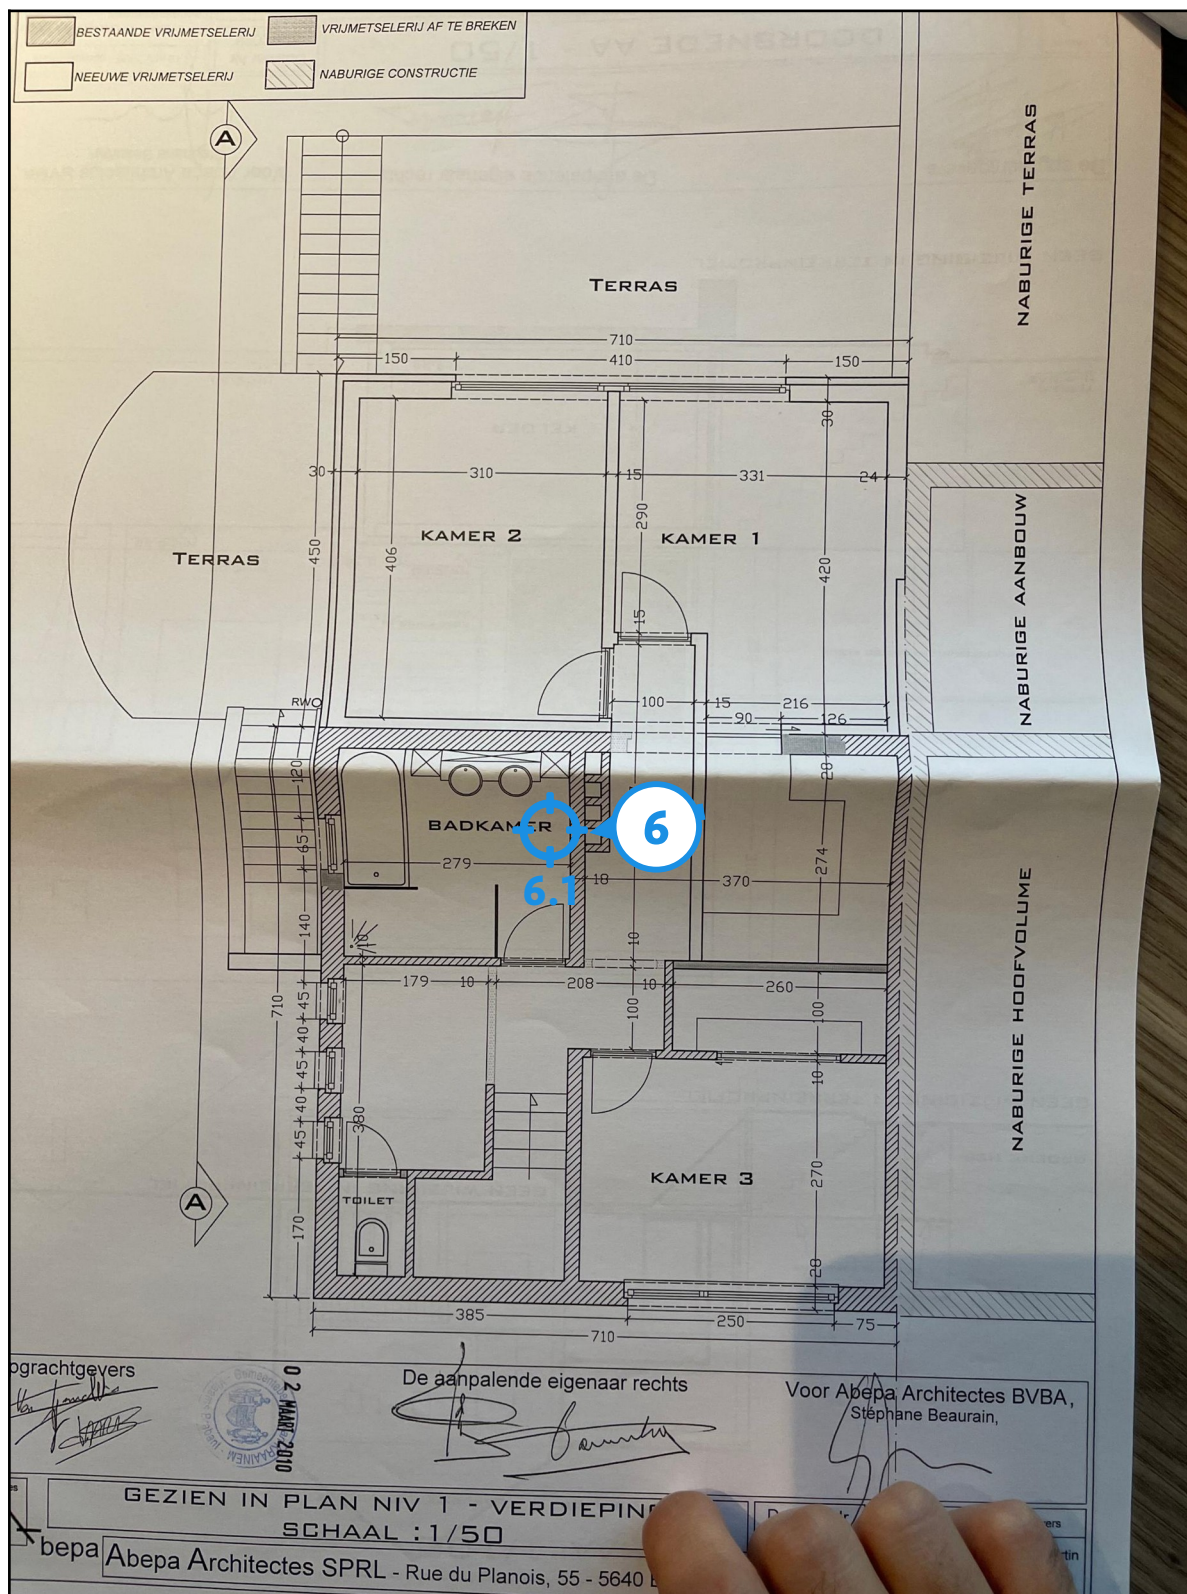 BESTAANDE VRIJMETSELERIJ
VRIJMETSELERIJ AF TE BREKEN
NEEUWE VRIJMETSELERIJ
NABURIGE CONSTRUCTIE
A
TERRAS
NABURIGE TERRAS
710
150
410
150
30
30
310
15
331
24
290
KAMER 2
KAMER 1
406
450
420
TERRAS
NABURIGE AANBOUW
15
RWO
100
15
216
90
126
120
28
BADKAMER
6
65
279
274
6.1
18
370
140
10
10
179
10
208
10
260
NABURIGE HOOFVOLUME
710
45
100
100
40
45
10
40
380
45
KAMER 3
270
A
TOILET
170
28
385
250
75
710
opgrachtgevers
De aanpalende eigenaar rechts
Voor Abepa Architectes BVBA,
Stéphane Beaurain,
0 2 MAART 2010
GEZIEN IN PLAN NIV 1 - VERDIEPING
SCHAAL : 1/50
bepa
Abepa Architectes SPRL - Rue du Planois, 55 - 5640